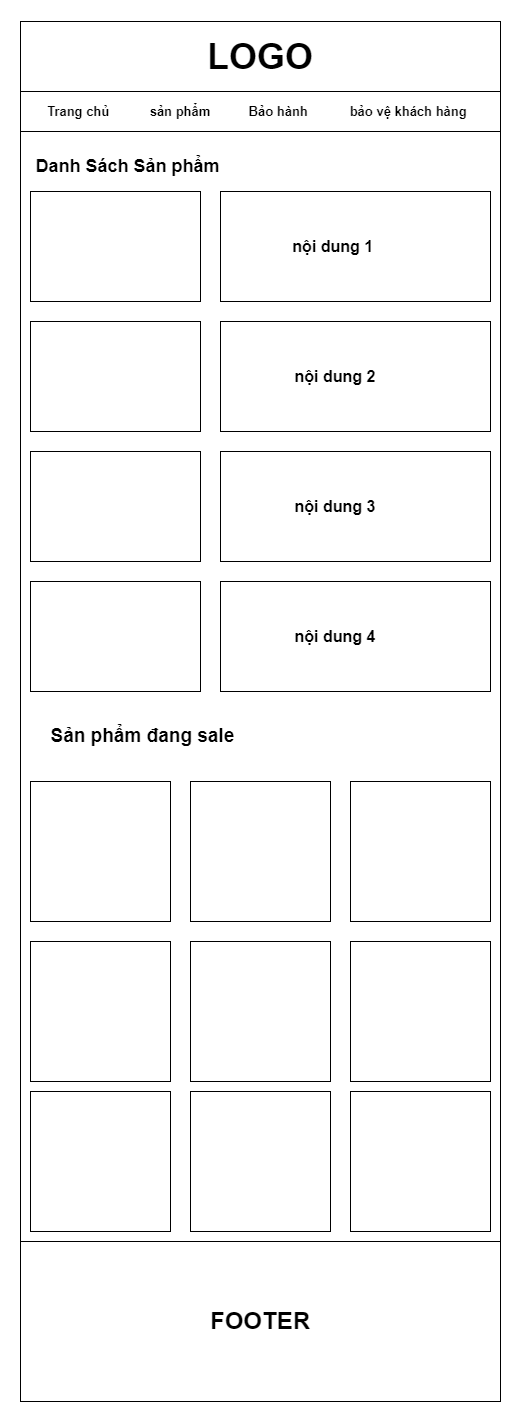 LOGO
Trang chủ sản phẩm Bảo hành bảo vệ khách hàng
Danh Sách Sản phẩm
nội dung 1
nội dung 2
nội dung 3
nội dung 4
Sản phẩm đang sale
FOOTER